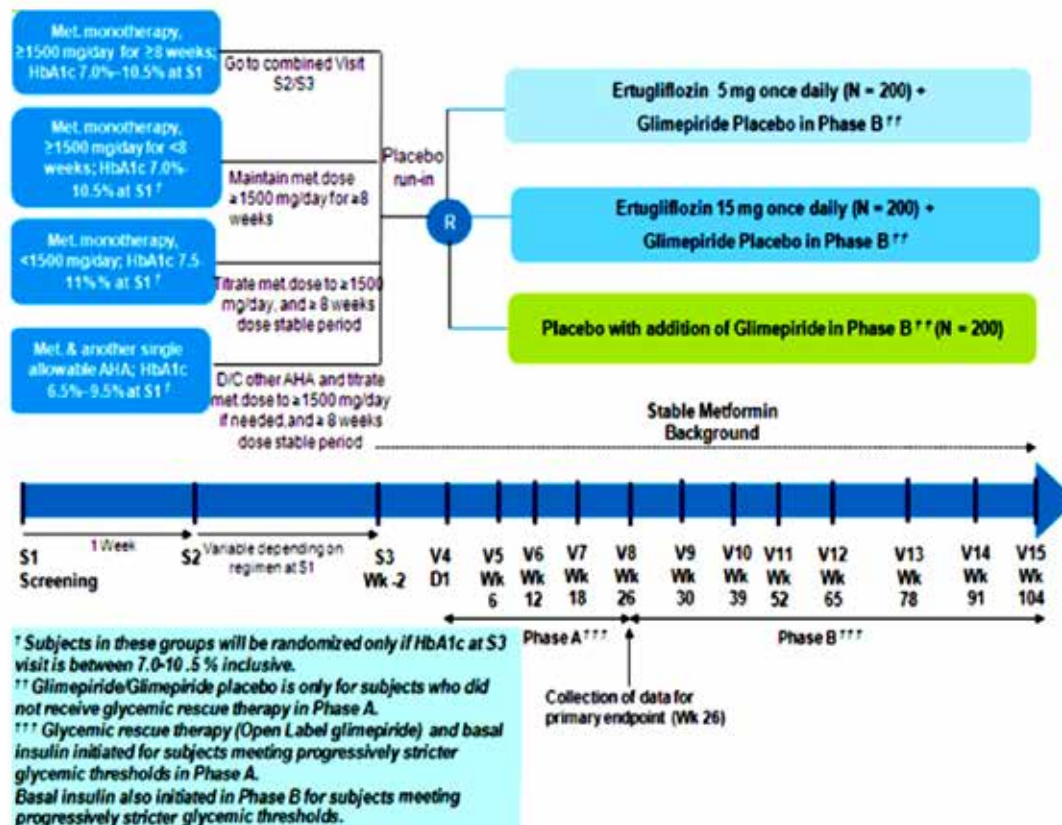 Met. monotherapy,
≥1500 mg/day for ≥8 weeks;
HbA1c 7.0%-10.5% at S1
Go to combined Visit
S2/S3
Met. monotherapy,
≥1500 mg/day for <8
weeks; HbA1c 7.0%-
10.5% at S1 †
Maintain met.dose
≥1500 mg/day for ≥8
weeks
Met. monotherapy,
<1500 mg/day; HbA1c 7.5-
11%% at S1 †
Titrate met.dose to ≥1500
mg/day, and ≥ 8 weeks
dose stable period
Met. & another single
allowable AHA; HbA1c
6.5%-9.5% at S1 †
D/C other AHA and titrate
met.dose to ≥1500 mg/day
if needed,and ≥ 8 weeks
dose stable period
Placebo
run-in
R
Ertugliflozin 5 mg once daily (N = 200) +
Glimepiride Placebo in Phase B ††
Ertugliflozin 15 mg once daily (N = 200) +
Glimepiride Placebo in Phase B ††
Placebo with addition of Glimepiride in Phase B †† (N = 200)
Stable Metformin
Background
1 Week
Variable depending on
regimen at S1
S1
Screening
S2
S3
Wk -2
V4
D1
V5
Wk
6
V6
Wk
12
V7
Wk
18
V8
Wk
26
V9
Wk
30
V10
Wk
39
V11
Wk
52
V12
Wk
65
V13
Wk
78
V14
Wk
91
V15
Wk
104
Phase A †††
Phase B †††
Collection of data for
primary endpoint (Wk 26)
† Subjects in these groups will be randomized only if HbA1c at S3
visit is between 7.0-10 .5 % inclusive.
†† Glimepiride/Glimepiride placebo is only for subjects who did
not receive glycemic rescue therapy in Phase A.
††† Glycemic rescue therapy (Open Label glimepiride) and basal
insulin initiated for subjects meeting progressively stricter
glycemic thresholds in Phase A.
Basal insulin also initiated in Phase B for subjects meeting
progressively stricter glycemic thresholds.